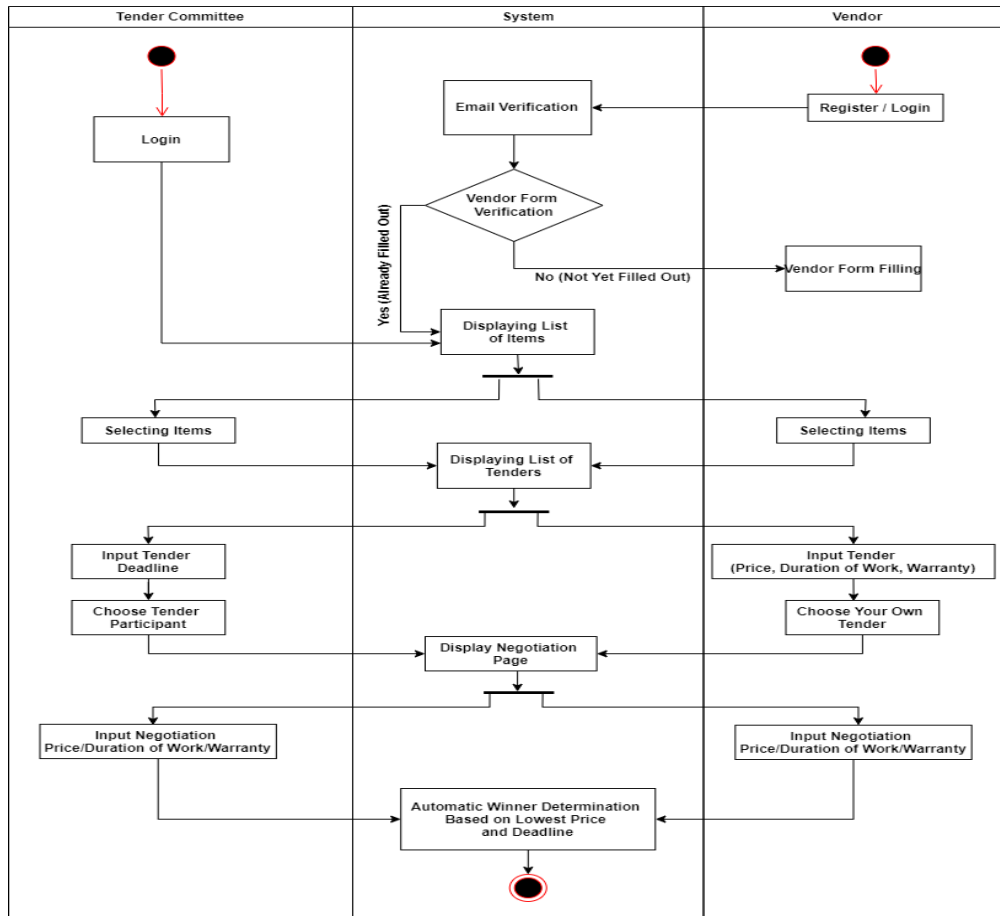 Tender Committee
System
Vendor
Email Verification
Register / Login
Login
Vendor Form
Verification
Yes (Already Filled Out)
No (Not Yet Filled Out)
Vendor Form Filling
Displaying List
of Items
Selecting Items
Selecting Items
Displaying List of
Tenders
Input Tender
Deadline
Input Tender
(Price, Duration of Work, Warranty)
Choose Tender
Participant
Choose Your Own
Tender
Display Negotiation
Page
Input Negotiation
Price/Duration of Work/Warranty
Input Negotiation
Price/Duration of Work/Warranty
Automatic Winner Determination
Based on Lowest Price
and Deadline